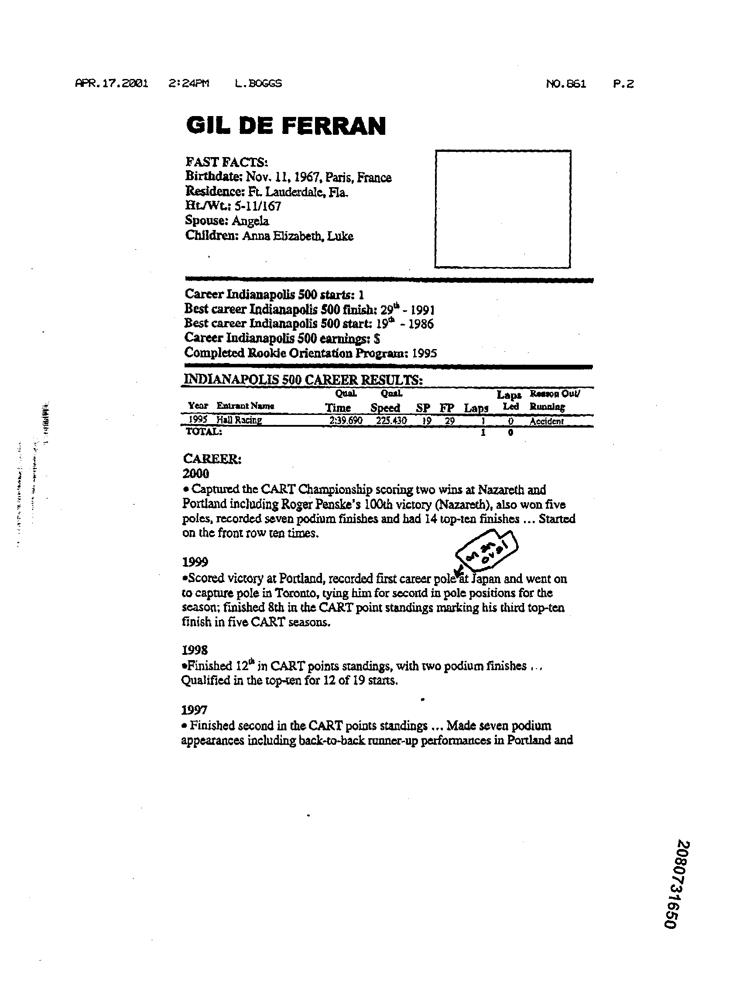 APR.17.2001 2:24PM L.BOGGS NO.861 P.2
GIL DE FERRAN
FAST FACTS:
Birthdate: Nov. 11, 1967, Paris, France
Residence: Ft. Lauderdale, Fla.
Ht./Wt.: 5-11/167
Spouse: Angela
Children: Anna Elizabeth, Luke
Career Indianapolis 500 starts: 1
Best career Indianapolis 500 finish: 29th - 1991
Best career Indianapolis 500 start: 19th - 1986
Career Indianapolis 500 earnings: $
Completed Rookie Orientation Program: 1995
INDIANAPOLIS 500 CAREER RESULTS:
Qual. Qual. Laps Reason Out/
Year Entrant Name Time Speed SP FP Laps Led Running
1995 Hall Racing 2:39.690 225.430 19 29 1 0 Accident
TOTAL: 1 0
CAREER:
2000
• Captured the CART Championship scoring two wins at Nazareth and
Portland including Roger Penske's 100th victory (Nazareth), also won five
poles, recorded seven podium finishes and had 14 top-ten finishes ... Started
on the front row ten times.
on an
oval
1999
•Scored victory at Portland, recorded first career pole at Japan and went on
to capture pole in Toronto, tying him for second in pole positions for the
season; finished 8th in the CART point standings marking his third top-ten
finish in five CART seasons.
1998
•Finished 12th in CART points standings, with two podium finishes ...
Qualified in the top-ten for 12 of 19 starts.
1997
• Finished second in the CART points standings ... Made seven podium
appearances including back-to-back runner-up performances in Portland and
2080731650